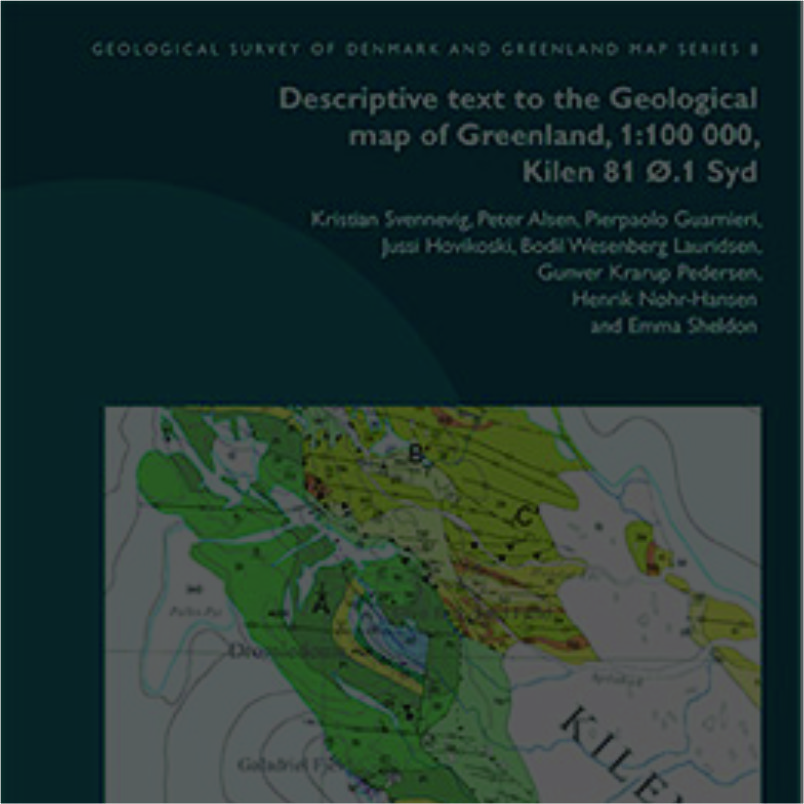 GEOLOGICAL SURVEY OF DENMARK AND GREENLAND MAP SERIES 8
Descriptive text to the Geological
map of Greenland, 1:100 000,
Kilen 81 Ø.1 Syd
Kristian Svennevig, Peter Alsen, Pierpaolo Guarnieri,
Jussi Hovikoski, Bodil Wesenberg Lauridsen,
Gunver Krarup Pedersen,
Henrik Nøhr-Hansen
and Emma Sheldon
B
C
A
Galadriel Fjeld
KILEN